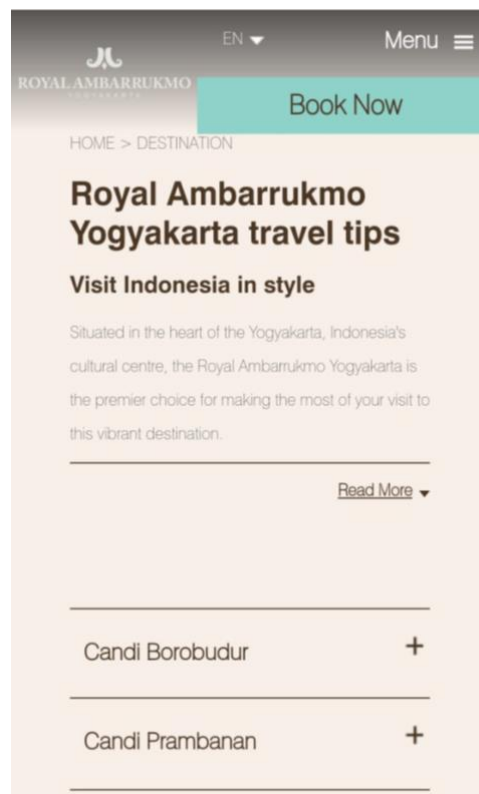 EN
Menu
ROYAL AMBARRUKMO
YOGYAKARTA
Book Now
HOME > DESTINATION
Royal Ambarrukmo
Yogyakarta travel tips
Visit Indonesia in style
Situated in the heart of the Yogyakarta, Indonesia's
cultural centre, the Royal Ambarrukmo Yogyakarta is
the premier choice for making the most of your visit to
this vibrant destination.
Read More
Candi Borobudur
+
Candi Prambanan
+